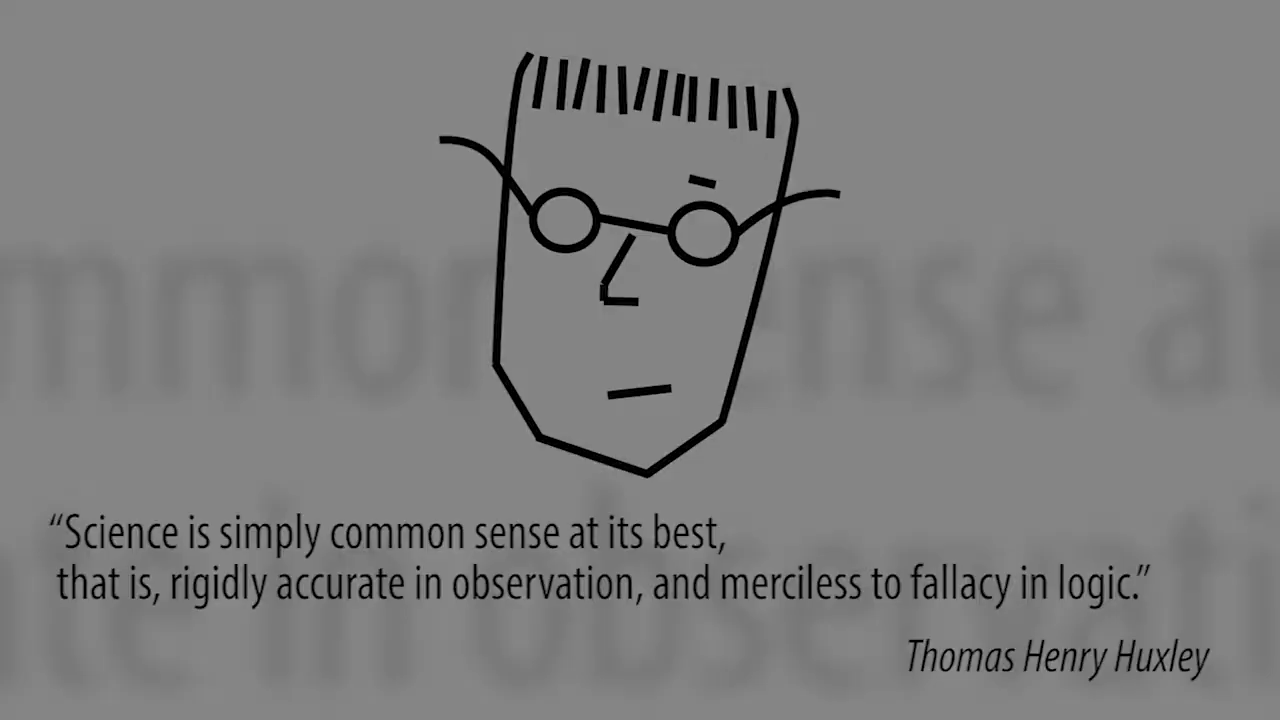 “Science is simply common sense at its best,
that is, rigidly accurate in observation, and merciless to fallacy in logic.”
Thomas Henry Huxley